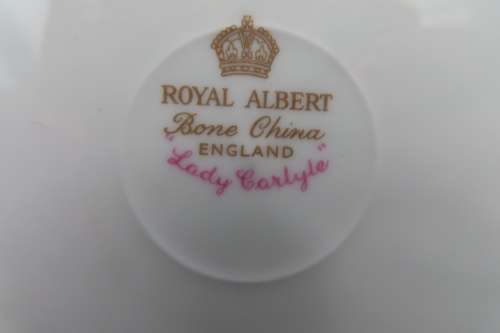 ROYAL ALBERT
Bone China
ENGLAND
"Lady Carlyle"